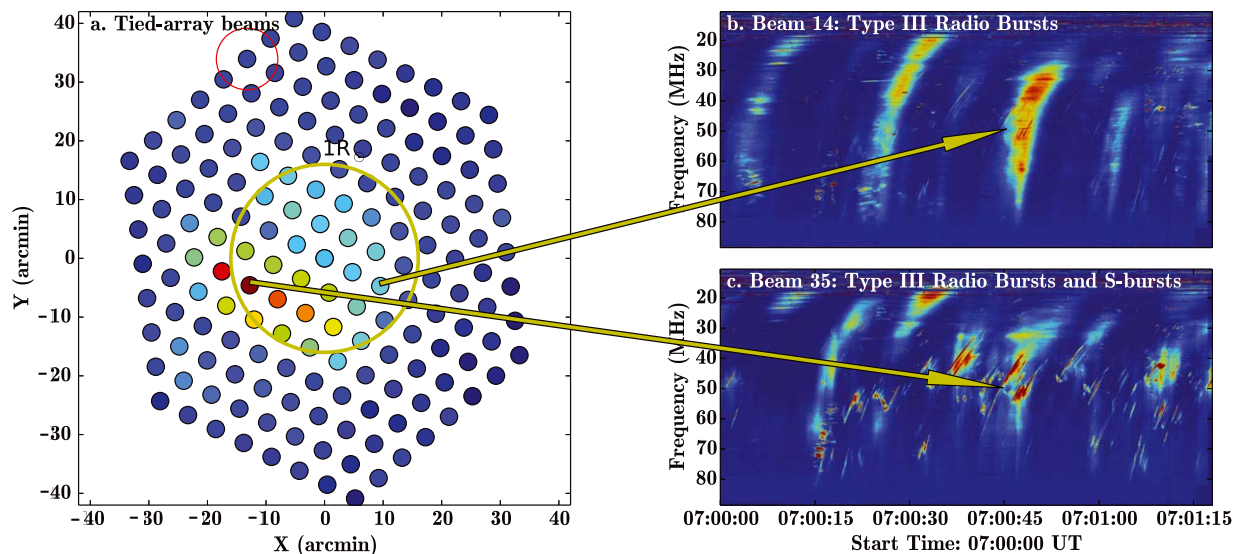 a. Tied-array beams
1R☉
Y (arcmin)
40
30
20
10
0
−10
−20
−30
−40
−40 −30 −20 −10 0 10 20 30 40
X (arcmin)
b. Beam 14: Type III Radio Bursts
Frequency (MHz)
20
30
40
50
60
70
80
c. Beam 35: Type III Radio Bursts and S-bursts
Frequency (MHz)
20
30
40
50
60
70
80
07:00:00 07:00:15 07:00:30 07:00:45 07:01:00 07:01:15
Start Time: 07:00:00 UT